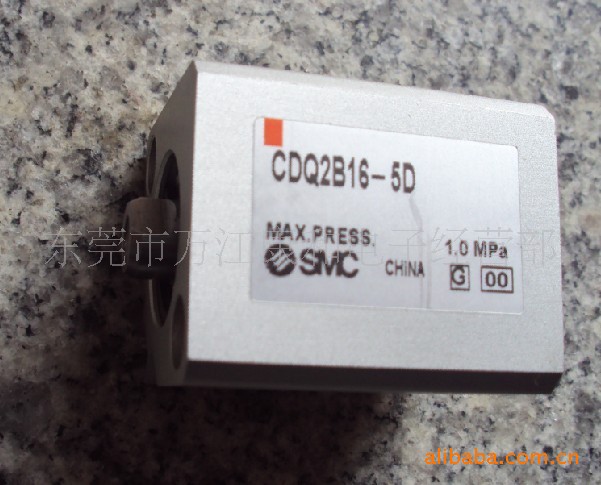 CDQ2B16-5D
MAX.PRESS. 1.0 MPa
SMC CHINA G 00
东莞市万江 电子经营部
alibaba.com.cn